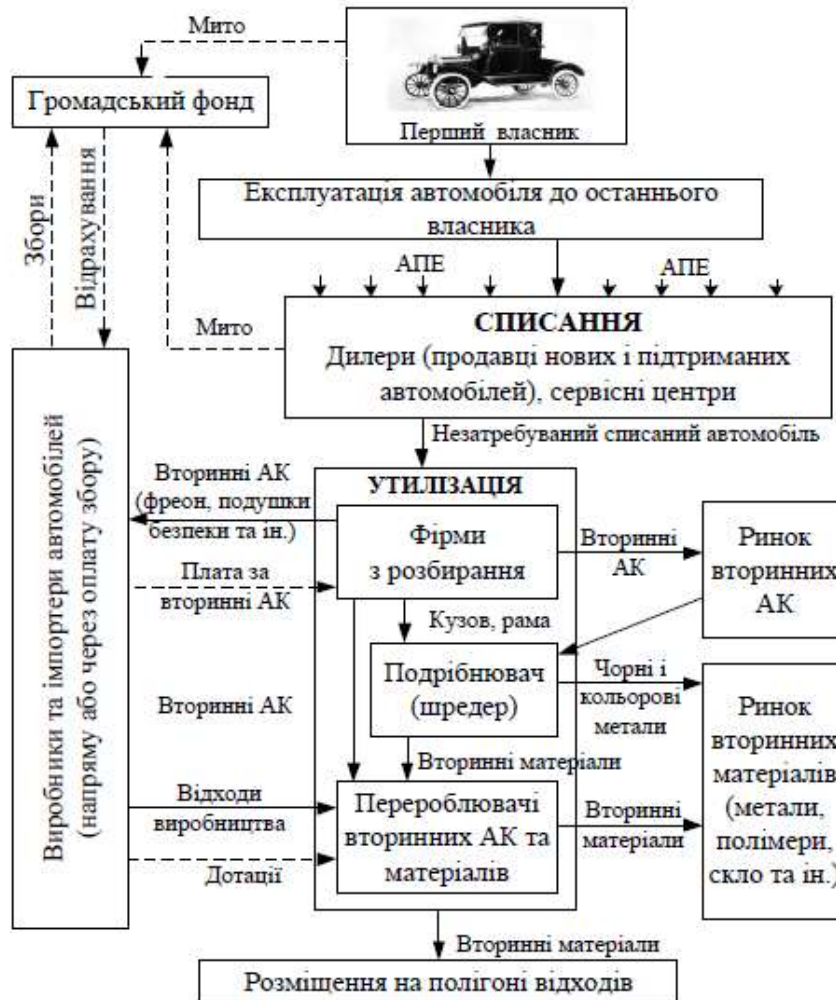 Мито
Громадський фонд
Перший власник
Експлуатація автомобіля до останнього
власника
Збори
Відрахування
АПЕ
АПЕ
Мито
СПИСАННЯ
Дилери (продавці нових і підтриманих
автомобілей), сервісні центри
Незатребуваний списаний автомобіль
Виробники та імпортери автомобілей
(напряму або через оплату збору)
Вторинні АК
(фреон, подушки
безпеки та ін.)
Плата за
вторинні АК
Вторинні АК
Відходи
виробництва
Дотації
УТИЛІЗАЦІЯ
Фірми
з розбирання
Вторинні
АК
Ринок
вторинних
АК
Кузов, рама
Подрібнювач
(шредер)
Чорні і
кольорові
метали
Вторинні матеріали
Перероблювачі
вторинних АК та
матеріалів
Вторинні
матеріали
Ринок
вторинних
матеріалів
(метали,
полімери,
скло та ін.)
Вторинні матеріали
Розміщення на полігоні відходів